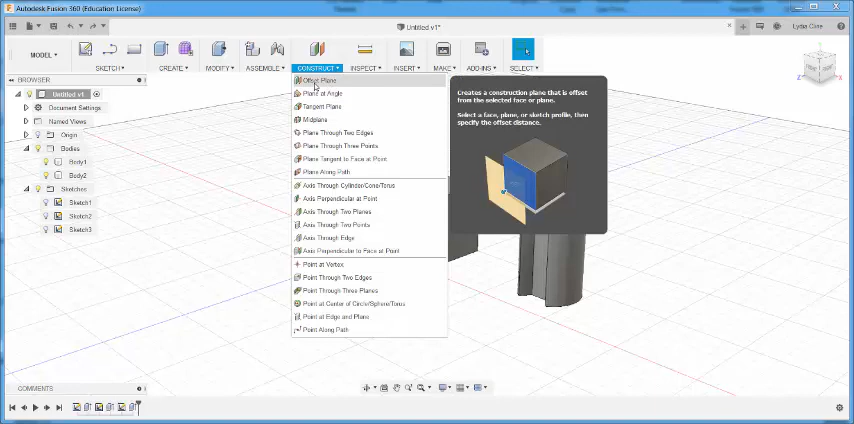 Autodesk Fusion 360 (Education License)
Untitled v1*
Lydia Cline
MODEL
SKETCH
CREATE
MODIFY
ASSEMBLE
CONSTRUCT
INSPECT
INSERT
MAKE
ADD-INS
SELECT
BROWSER
Untitled v1
Document Settings
Named Views
Origin
Bodies
Body1
Body2
Sketches
Sketch1
Sketch2
Sketch3
Offset Plane
Plane at Angle
Tangent Plane
Midplane
Plane Through Two Edges
Plane Through Three Points
Plane Tangent to Face at Point
Plane Along Path
Axis Through Cylinder/Cone/Torus
Axis Perpendicular at Point
Axis Through Two Planes
Axis Through Two Points
Axis Through Edge
Axis Perpendicular to Face at Point
Point at Vertex
Point Through Two Edges
Point Through Three Planes
Point at Center of Circle/Sphere/Torus
Point at Edge and Plane
Point Along Path
Creates a construction plane that is offset
from the selected face or plane.
Select a face, plane, or sketch profile, then
specify the offset distance.
COMMENTS